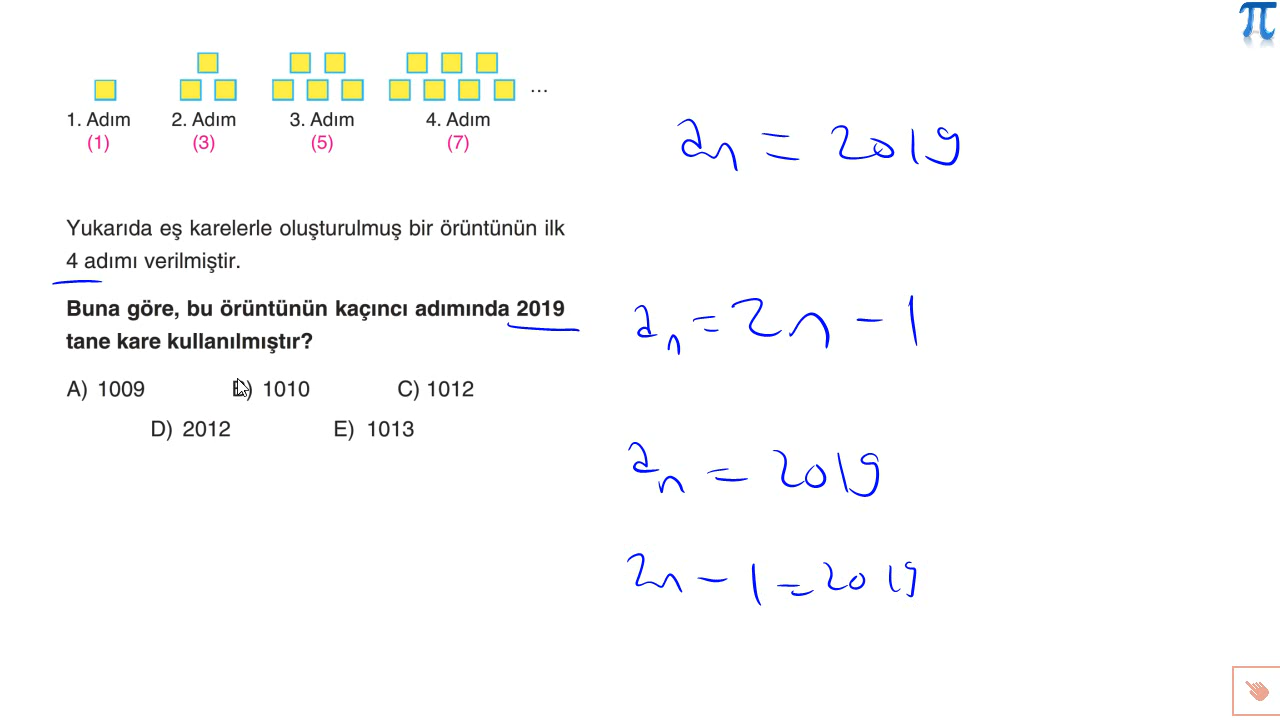 1. Adım 2. Adım 3. Adım 4. Adım ...
(1) (3) (5) (7)
Yukarıda eş karelerle oluşturulmuş bir örüntünün ilk
4 adımı verilmiştir.
Buna göre, bu örüntünün kaçıncı adımında 2019
tane kare kullanılmıştır?
A) 1009 B) 1010 C) 1012
D) 2012 E) 1013
an = 2019
an = 2n - 1
an = 2019
2n - 1 = 2019
π